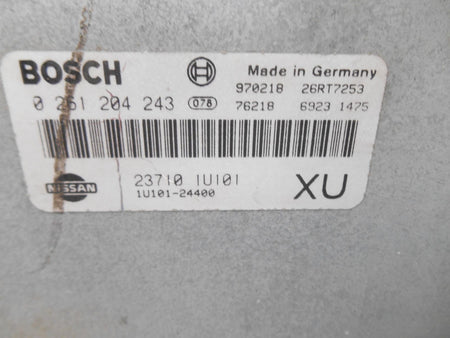 BOSCH Made in Germany
970218 26RT7253
0 261 204 243 078 76218 6923 1475
NISSAN 23710 1U101 XU
1U101-24400